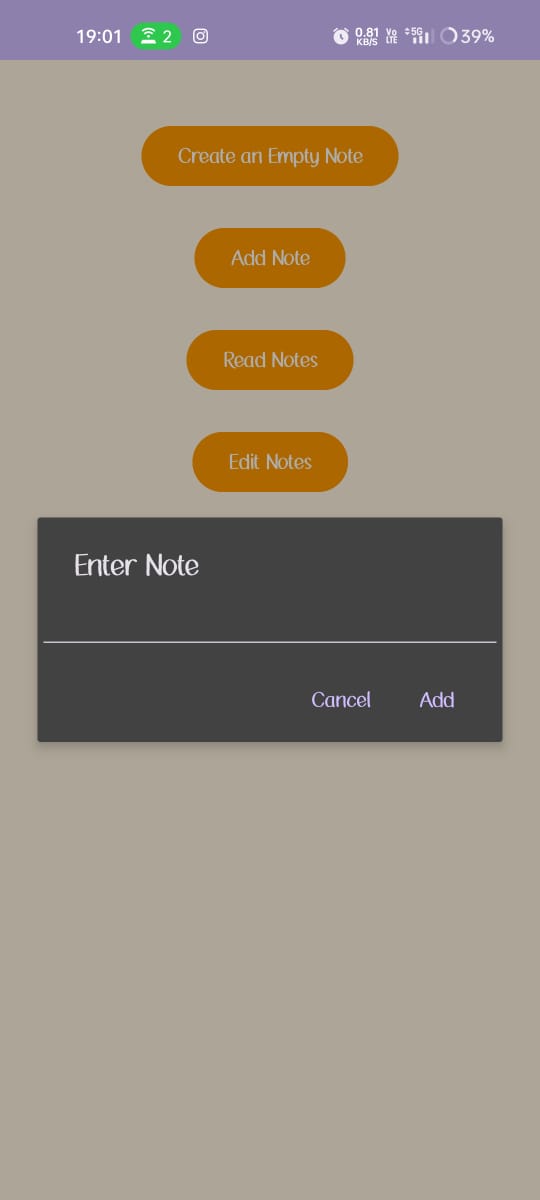 19:01 2 0.81 KB/S Vo LTE 5G 39%
Create an Empty Note
Add Note
Read Notes
Edit Notes
Enter Note
Cancel Add